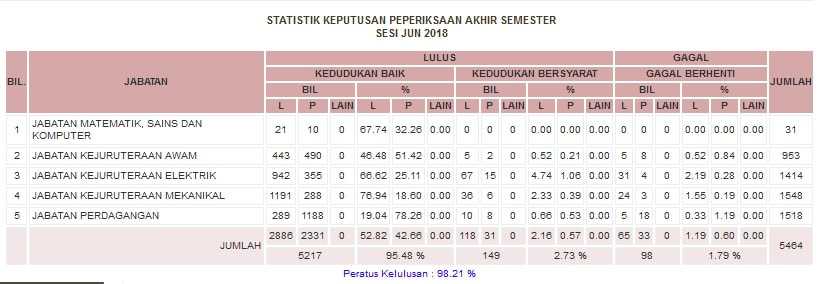 STATISTIK KEPUTUSAN PEPERIKSAAN AKHIR SEMESTER
SESI JUN 2018
BIL. JABATAN LULUS GAGAL JUMLAH
KEDUDUKAN BAIK KEDUDUKAN BERSYARAT GAGAL BERHENTI
BIL % BIL % BIL %
L P LAIN L P LAIN L P LAIN L P LAIN L P LAIN L P LAIN
1 JABATAN MATEMATIK, SAINS DAN KOMPUTER 21 10 0 67.74 32.26 0.00 0 0 0 0.00 0.00 0.00 0 0 0 0.00 0.00 0.00 31
2 JABATAN KEJURUTERAAN AWAM 443 490 0 46.48 51.42 0.00 5 2 0 0.52 0.21 0.00 5 8 0 0.52 0.84 0.00 953
3 JABATAN KEJURUTERAAN ELEKTRIK 942 355 0 66.62 25.11 0.00 67 15 0 4.74 1.06 0.00 31 4 0 2.19 0.28 0.00 1414
4 JABATAN KEJURUTERAAN MEKANIKAL 1191 288 0 76.94 18.60 0.00 36 6 0 2.33 0.39 0.00 24 3 0 1.55 0.19 0.00 1548
5 JABATAN PERDAGANGAN 289 1188 0 19.04 78.26 0.00 10 8 0 0.66 0.53 0.00 5 18 0 0.33 1.19 0.00 1518
JUMLAH 2886 2331 0 52.82 42.66 0.00 118 31 0 2.16 0.57 0.00 65 33 0 1.19 0.60 0.00 5464
5217 95.48 % 149 2.73 % 98 1.79 %
Peratus Kelulusan : 98.21 %